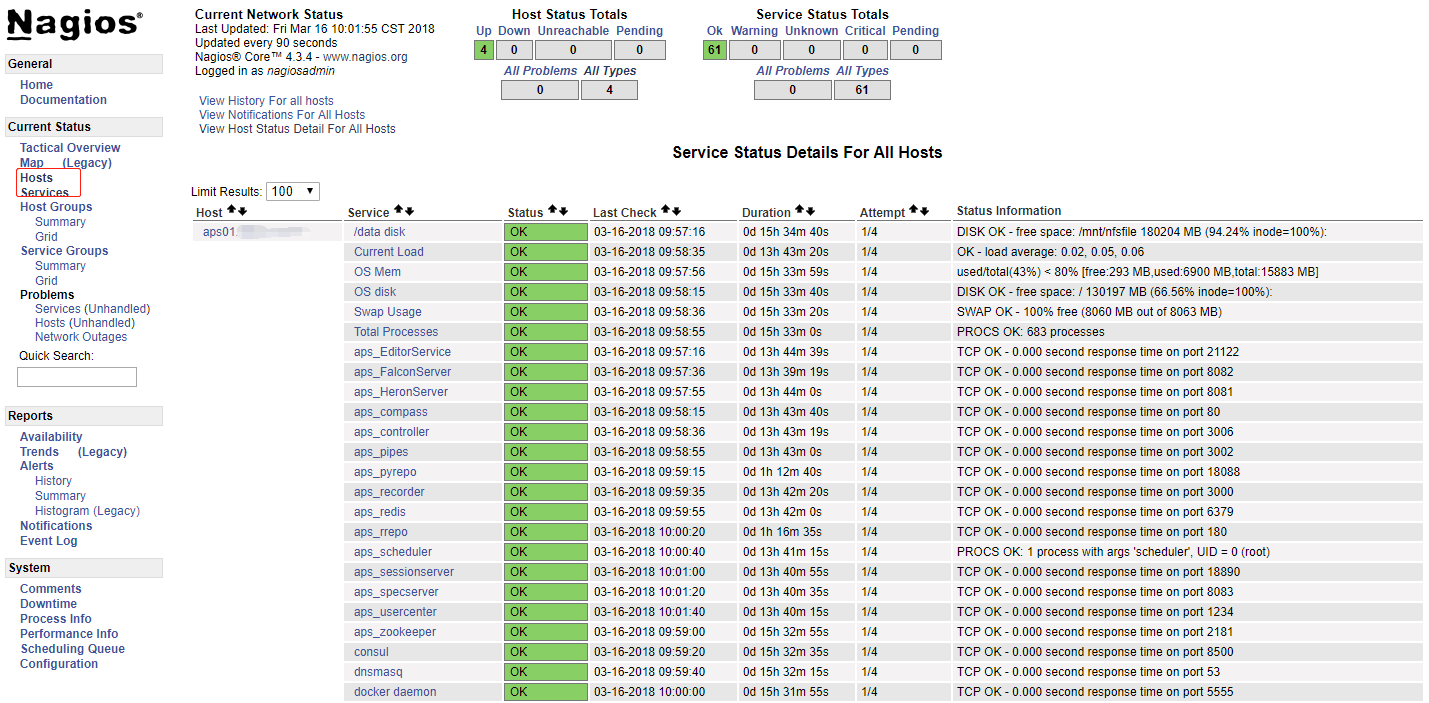 Nagios®
General
Home
Documentation
Current Status
Tactical Overview
Map (Legacy)
Hosts
Services
Host Groups
Summary
Grid
Service Groups
Summary
Grid
Problems
Services (Unhandled)
Hosts (Unhandled)
Network Outages
Quick Search:
Reports
Availability
Trends (Legacy)
Alerts
History
Summary
Histogram (Legacy)
Notifications
Event Log
System
Comments
Downtime
Process Info
Performance Info
Scheduling Queue
Configuration
Current Network Status
Last Updated: Fri Mar 16 10:01:55 CST 2018
Updated every 90 seconds
Nagios® Core™ 4.3.4 - www.nagios.org
Logged in as nagiosadmin
View History For all hosts
View Notifications For All Hosts
View Host Status Detail For All Hosts
Host Status Totals
Up Down Unreachable Pending
4 0 0 0
All Problems All Types
0 4
Service Status Totals
Ok Warning Unknown Critical Pending
61 0 0 0 0
All Problems All Types
0 61
Service Status Details For All Hosts
Limit Results: 100
Host Service Status Last Check Duration Attempt Status Information
aps01. /data disk OK 03-16-2018 09:57:16 0d 15h 34m 40s 1/4 DISK OK - free space: /mnt/nfsfile 180204 MB (94.24% inode=100%):
Current Load OK 03-16-2018 09:58:35 0d 13h 43m 20s 1/4 OK - load average: 0.02, 0.05, 0.06
OS Mem OK 03-16-2018 09:57:56 0d 15h 33m 59s 1/4 used/total(43%) < 80% [free:293 MB,used:6900 MB,total:15883 MB]
OS disk OK 03-16-2018 09:58:15 0d 15h 33m 40s 1/4 DISK OK - free space: / 130197 MB (66.56% inode=100%):
Swap Usage OK 03-16-2018 09:58:36 0d 15h 33m 20s 1/4 SWAP OK - 100% free (8060 MB out of 8063 MB)
Total Processes OK 03-16-2018 09:58:55 0d 15h 33m 0s 1/4 PROCS OK: 683 processes
aps_EditorService OK 03-16-2018 09:57:16 0d 13h 44m 39s 1/4 TCP OK - 0.000 second response time on port 21122
aps_FalconServer OK 03-16-2018 09:57:36 0d 13h 39m 19s 1/4 TCP OK - 0.000 second response time on port 8082
aps_HeronServer OK 03-16-2018 09:57:55 0d 13h 44m 0s 1/4 TCP OK - 0.000 second response time on port 8081
aps_compass OK 03-16-2018 09:58:15 0d 13h 43m 40s 1/4 TCP OK - 0.000 second response time on port 80
aps_controller OK 03-16-2018 09:58:36 0d 13h 43m 19s 1/4 TCP OK - 0.000 second response time on port 3006
aps_pipes OK 03-16-2018 09:58:55 0d 13h 43m 0s 1/4 TCP OK - 0.000 second response time on port 3002
aps_pyrepo OK 03-16-2018 09:59:15 0d 1h 12m 40s 1/4 TCP OK - 0.000 second response time on port 18088
aps_recorder OK 03-16-2018 09:59:35 0d 13h 42m 20s 1/4 TCP OK - 0.000 second response time on port 3000
aps_redis OK 03-16-2018 09:59:55 0d 13h 42m 0s 1/4 TCP OK - 0.000 second response time on port 6379
aps_rrepo OK 03-16-2018 10:00:20 0d 1h 16m 35s 1/4 TCP OK - 0.000 second response time on port 180
aps_scheduler OK 03-16-2018 10:00:40 0d 13h 41m 15s 1/4 PROCS OK: 1 process with args 'scheduler', UID = 0 (root)
aps_sessionserver OK 03-16-2018 10:01:00 0d 13h 40m 55s 1/4 TCP OK - 0.000 second response time on port 18890
aps_specserver OK 03-16-2018 10:01:20 0d 13h 40m 35s 1/4 TCP OK - 0.000 second response time on port 8083
aps_usercenter OK 03-16-2018 10:01:40 0d 13h 40m 15s 1/4 TCP OK - 0.000 second response time on port 1234
aps_zookeeper OK 03-16-2018 09:59:00 0d 15h 32m 55s 1/4 TCP OK - 0.000 second response time on port 2181
consul OK 03-16-2018 09:59:20 0d 15h 32m 35s 1/4 TCP OK - 0.000 second response time on port 8500
dnsmasq OK 03-16-2018 09:59:40 0d 15h 32m 15s 1/4 TCP OK - 0.000 second response time on port 53
docker daemon OK 03-16-2018 10:00:00 0d 15h 31m 55s 1/4 TCP OK - 0.000 second response time on port 5555